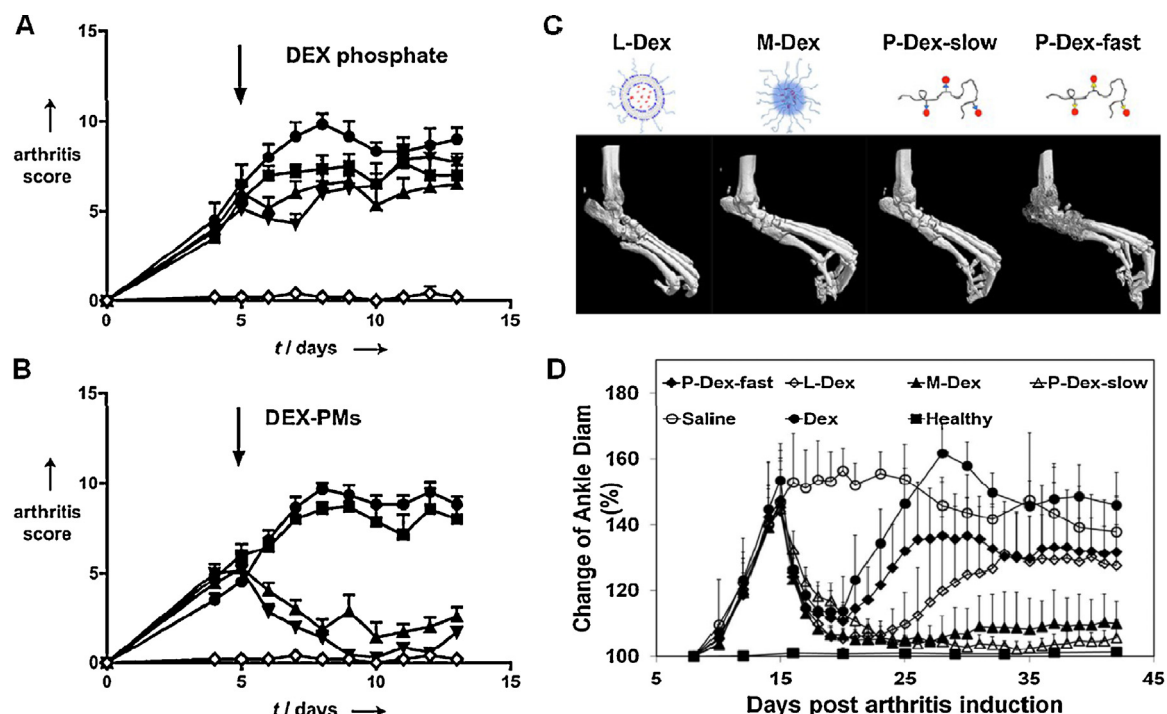 A
15
10
5
0
DEX phosphate
arthritis
score
0
5
10
15
t / days
B
15
10
5
0
DEX-PMs
arthritis
score
0
5
10
15
t / days
C
L-Dex
M-Dex
P-Dex-slow
P-Dex-fast
D
180
160
140
120
100
P-Dex-fast
L-Dex
M-Dex
P-Dex-slow
Saline
Dex
Healthy
Change of Ankle Diam
(%)
5
15
25
35
45
Days post arthritis induction